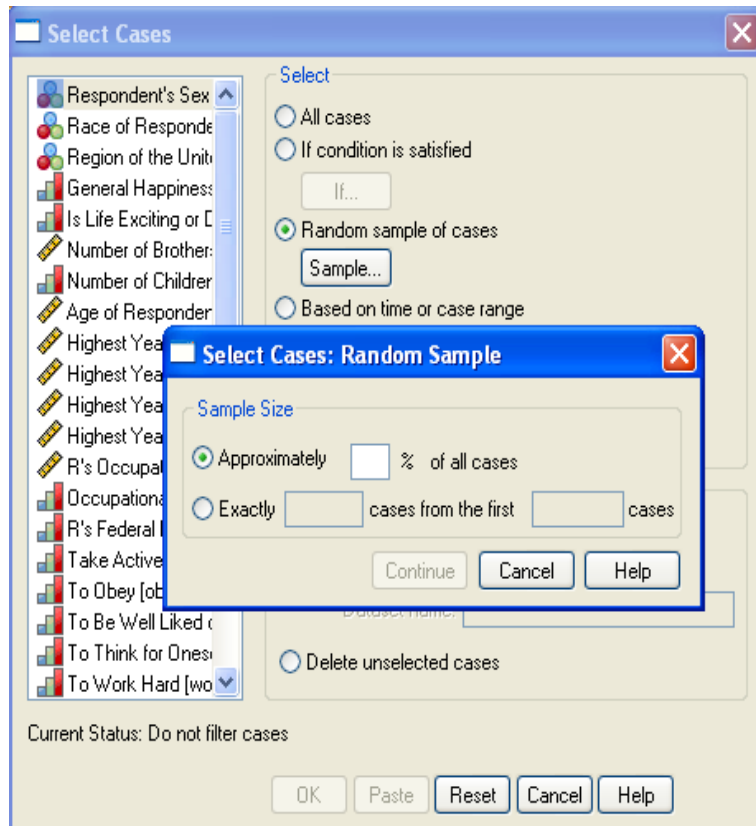 Select Cases
Respondent's Sex
Race of Responde
Region of the Unit
General Happiness
Is Life Exciting or D
Number of Brother
Number of Children
Age of Responden
Highest Yea
Highest Yea
Highest Yea
Highest Yea
R's Occupat
Occupationa
R's Federal I
Take Active
To Obey [ob
To Be Well Liked o
To Think for Ones
To Work Hard [wo
Select
All cases
If condition is satisfied
If...
Random sample of cases
Sample...
Based on time or case range
Select Cases: Random Sample
Sample Size
Approximately % of all cases
Exactly cases from the first cases
Continue Cancel Help
Dataset name:
Delete unselected cases
Current Status: Do not filter cases
OK Paste Reset Cancel Help